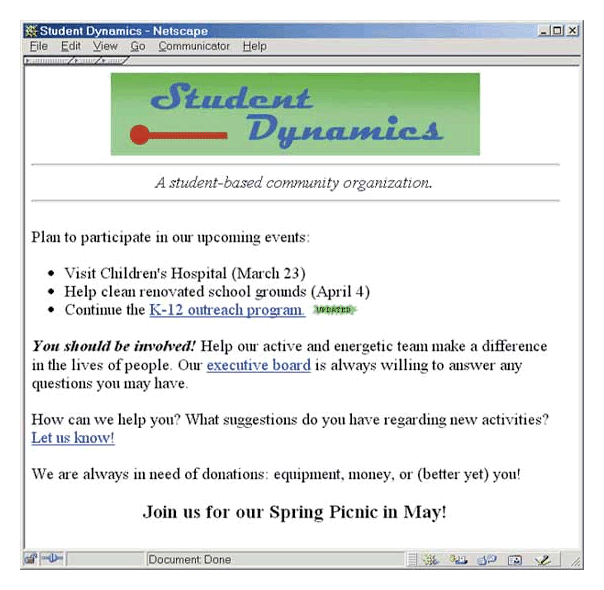 Student Dynamics - Netscape
File Edit View Go Communicator Help
Student
Dynamics
A student-based community organization.
Plan to participate in our upcoming events:
• Visit Children's Hospital (March 23)
• Help clean renovated school grounds (April 4)
• Continue the K-12 outreach program. UPDATED
You should be involved! Help our active and energetic team make a difference
in the lives of people. Our executive board is always willing to answer any
questions you may have.
How can we help you? What suggestions do you have regarding new activities?
Let us know!
We are always in need of donations: equipment, money, or (better yet) you!
Join us for our Spring Picnic in May!
Document: Done